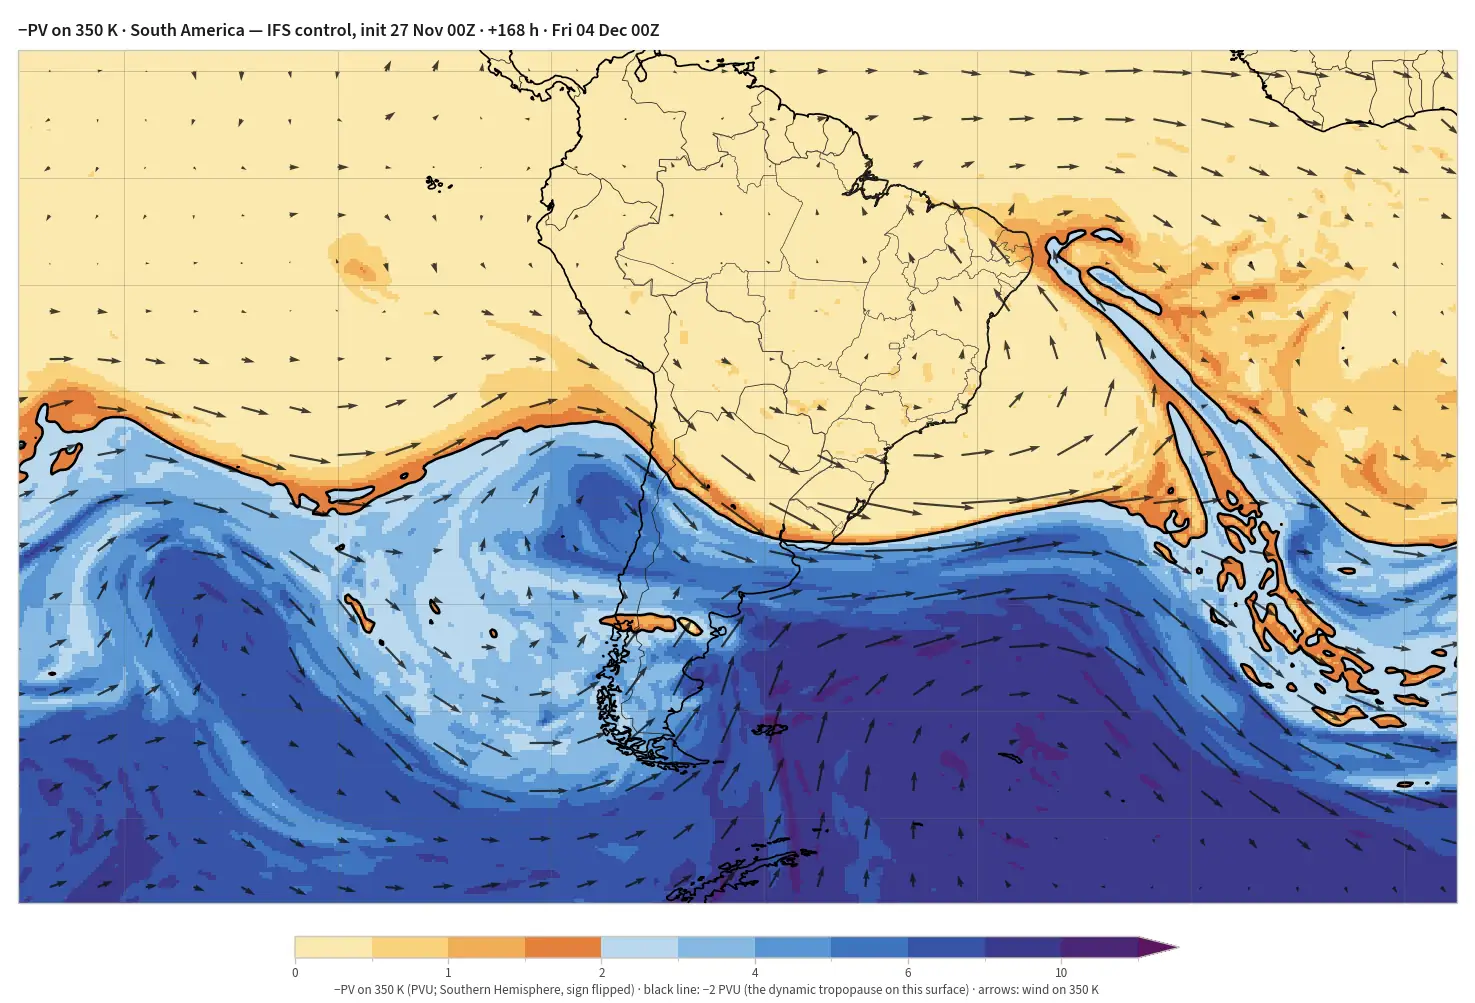 −PV on 350 K · South America — IFS control, init 27 Nov 00Z · +168 h · Fri 04 Dec 00Z
0 1 2 4 6 10
−PV on 350 K (PVU; Southern Hemisphere, sign flipped) · black line: −2 PVU (the dynamic tropopause on this surface) · arrows: wind on 350 K